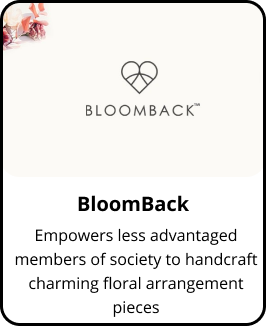 BLOOMBACK™
BloomBack
Empowers less advantaged
members of society to handcraft
charming floral arrangement
pieces